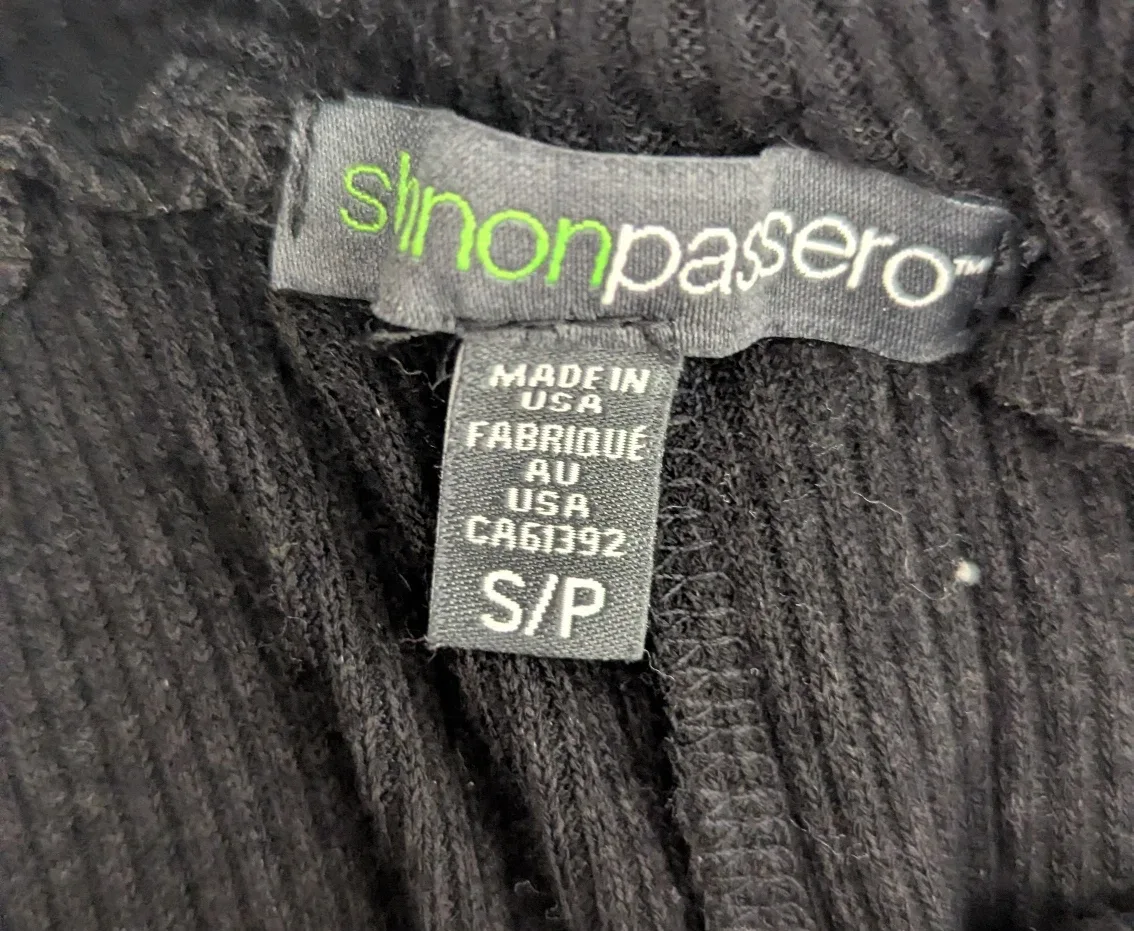 shnonpassero™
MADE IN
USA
FABRIQUÉ
AU
USA
CA61392
S/P